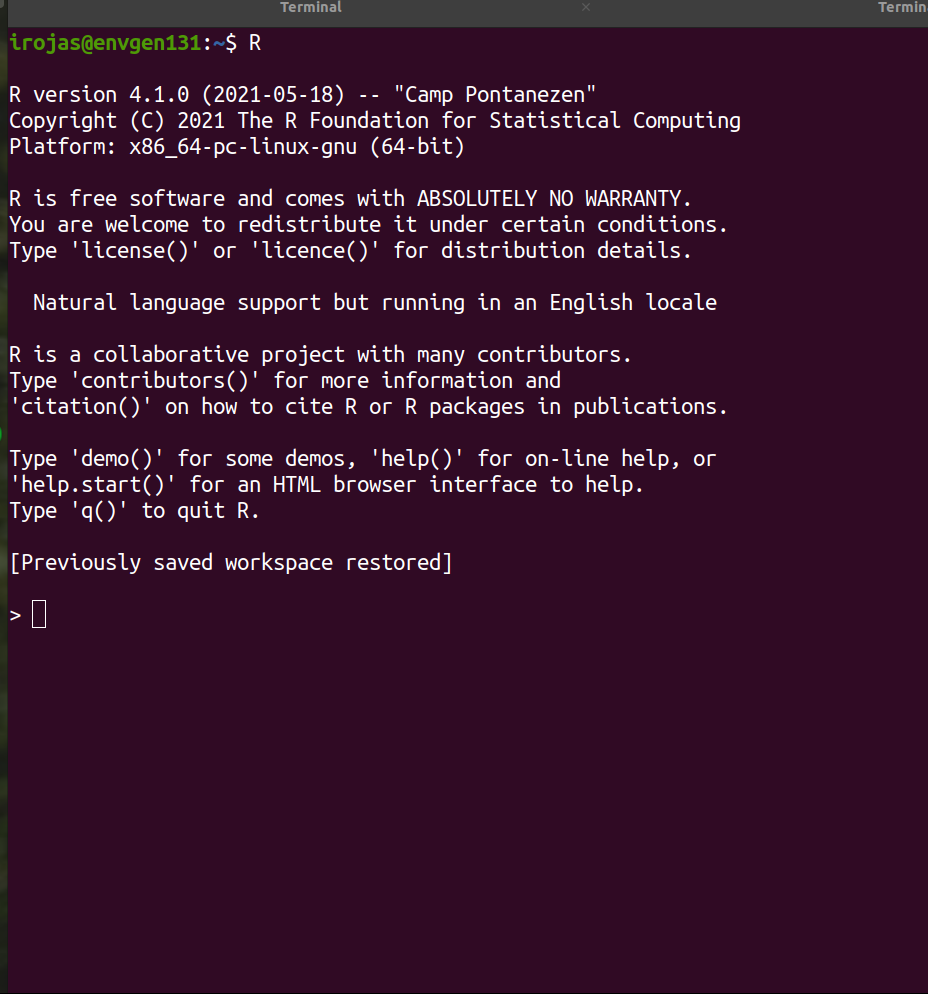 Terminal × Termin
irojas@envgen131:~$ R
R version 4.1.0 (2021-05-18) -- "Camp Pontanezen"
Copyright (C) 2021 The R Foundation for Statistical Computing
Platform: x86_64-pc-linux-gnu (64-bit)
R is free software and comes with ABSOLUTELY NO WARRANTY.
You are welcome to redistribute it under certain conditions.
Type 'license()' or 'licence()' for distribution details.
  Natural language support but running in an English locale
R is a collaborative project with many contributors.
Type 'contributors()' for more information and
'citation()' on how to cite R or R packages in publications.
Type 'demo()' for some demos, 'help()' for on-line help, or
'help.start()' for an HTML browser interface to help.
Type 'q()' to quit R.
[Previously saved workspace restored]
>